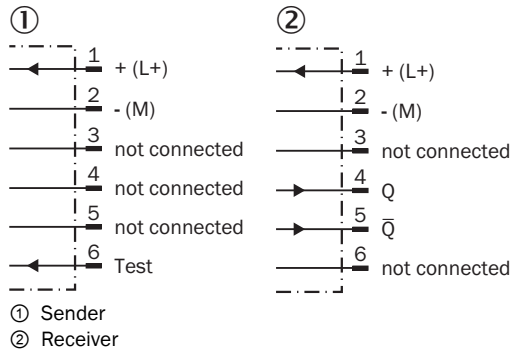 ① ②
1 + (L+)
2 - (M)
3 not connected
4 not connected
5 not connected
6 Test
1 + (L+)
2 - (M)
3 not connected
4 Q
5 Q̅
6 not connected
① Sender
② Receiver